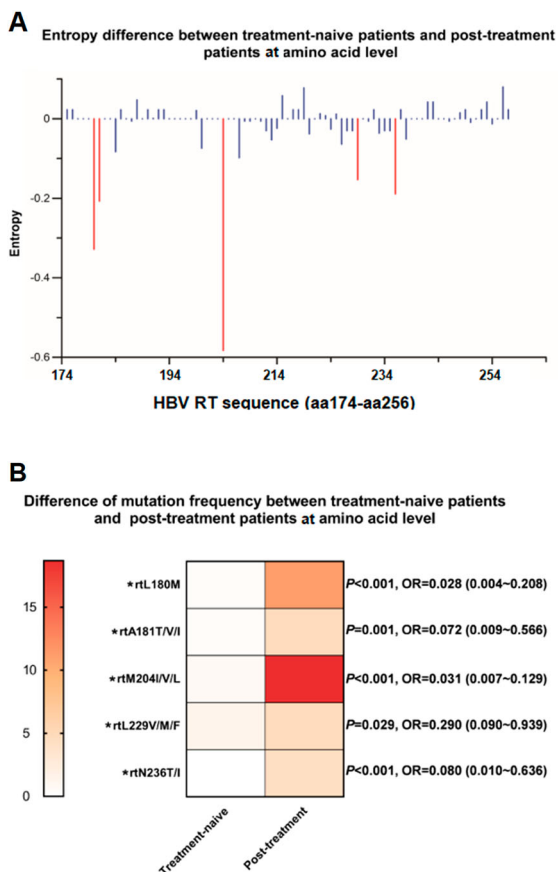 A
Entropy difference between treatment-naive patients and post-treatment
patients at amino acid level
0
-0.2
-0.4
-0.6
Entropy
174
194
214
234
254
HBV RT sequence (aa174-aa256)
B
Difference of mutation frequency between treatment-naive patients
and post-treatment patients at amino acid level
15
10
5
0
*rtL180M
P<0.001, OR=0.028 (0.004~0.208)
*rtA181T/V/I
P=0.001, OR=0.072 (0.009~0.566)
*rtM204I/V/L
P<0.001, OR=0.031 (0.007~0.129)
*rtL229V/M/F
P=0.029, OR=0.290 (0.090~0.939)
*rtN236T/I
P<0.001, OR=0.080 (0.010~0.636)
Treatment-naive
Post-treatment